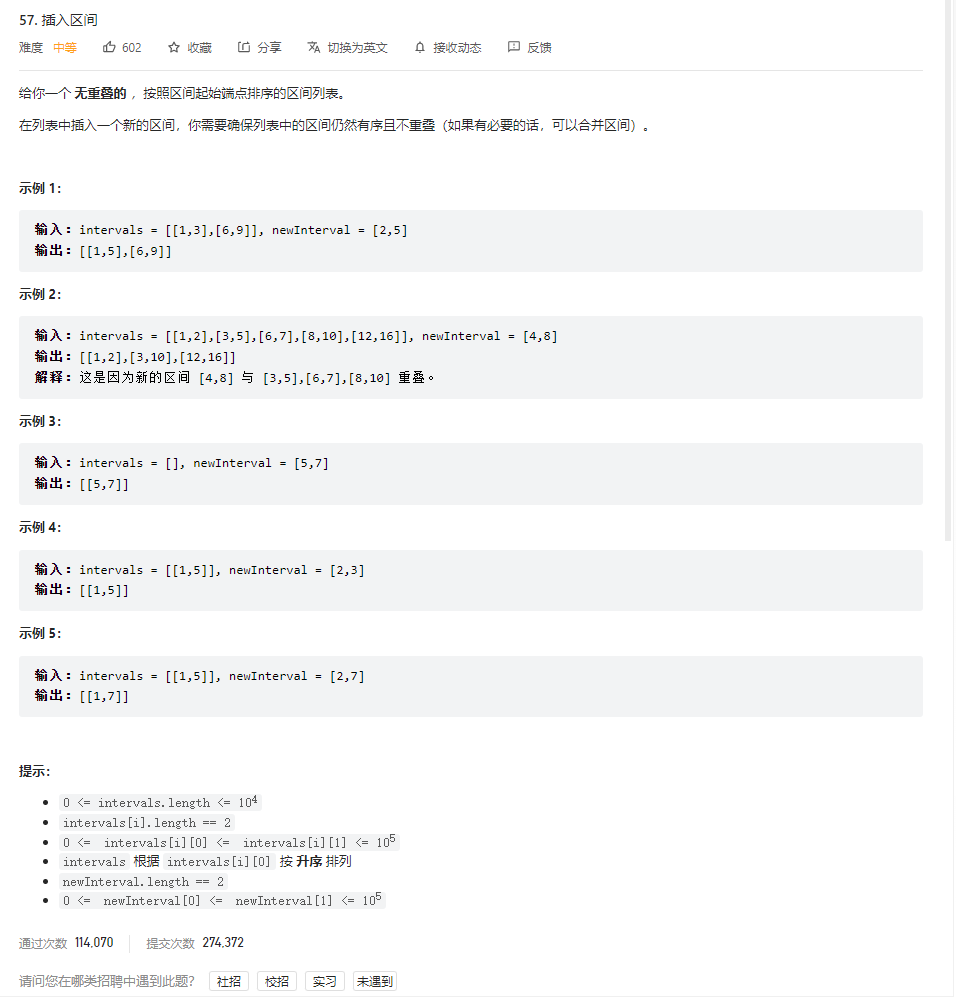 57. 插入区间
难度 中等 602 收藏 分享 切换为英文 接收动态 反馈
给你一个 无重叠的 ，按照区间起始端点排序的区间列表。
在列表中插入一个新的区间，你需要确保列表中的区间仍然有序且不重叠（如果有必要的话，可以合并区间）。
示例 1：
输入：intervals = [[1,3],[6,9]], newInterval = [2,5]
输出：[[1,5],[6,9]]
示例 2：
输入：intervals = [[1,2],[3,5],[6,7],[8,10],[12,16]], newInterval = [4,8]
输出：[[1,2],[3,10],[12,16]]
解释：这是因为新的区间 [4,8] 与 [3,5],[6,7],[8,10] 重叠。
示例 3：
输入：intervals = [], newInterval = [5,7]
输出：[[5,7]]
示例 4：
输入：intervals = [[1,5]], newInterval = [2,3]
输出：[[1,5]]
示例 5：
输入：intervals = [[1,5]], newInterval = [2,7]
输出：[[1,7]]
提示：
0 <= intervals.length <= 10⁴
intervals[i].length == 2
0 <= intervals[i][0] <= intervals[i][1] <= 10⁵
intervals 根据 intervals[i][0] 按 升序 排列
newInterval.length == 2
0 <= newInterval[0] <= newInterval[1] <= 10⁵
通过次数 114,070 提交次数 274,372
请问您在哪类招聘中遇到此题？ 社招 校招 实习 未遇到